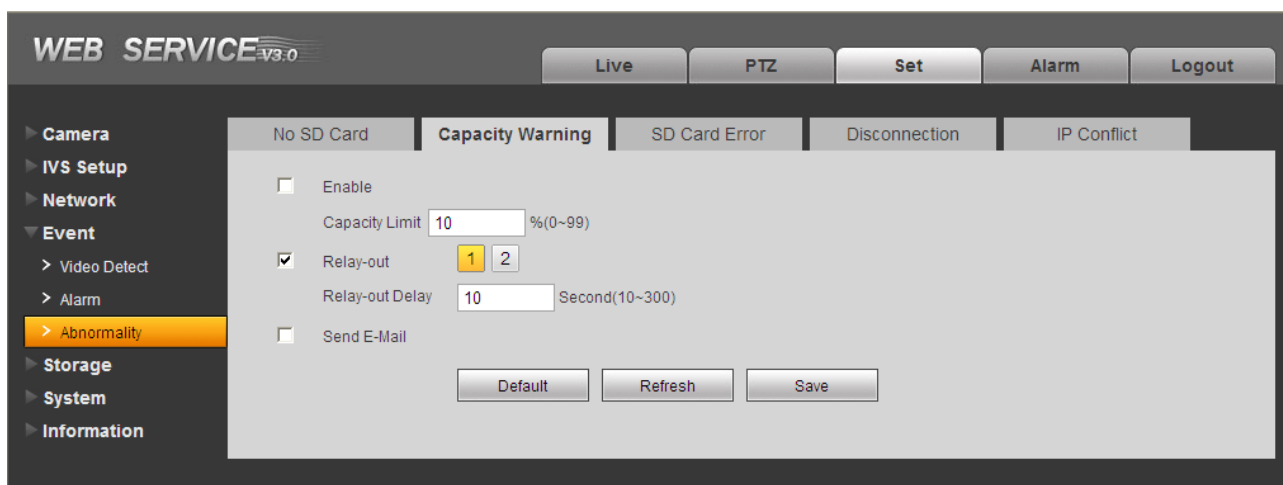 WEB SERVICE V3.0
Live PTZ Set Alarm Logout
Camera
IVS Setup
Network
Event
> Video Detect
> Alarm
> Abnormality
Storage
System
Information
No SD Card Capacity Warning SD Card Error Disconnection IP Conflict
Enable
Capacity Limit 10 %(0~99)
Relay-out 1 2
Relay-out Delay 10 Second(10~300)
Send E-Mail
Default Refresh Save